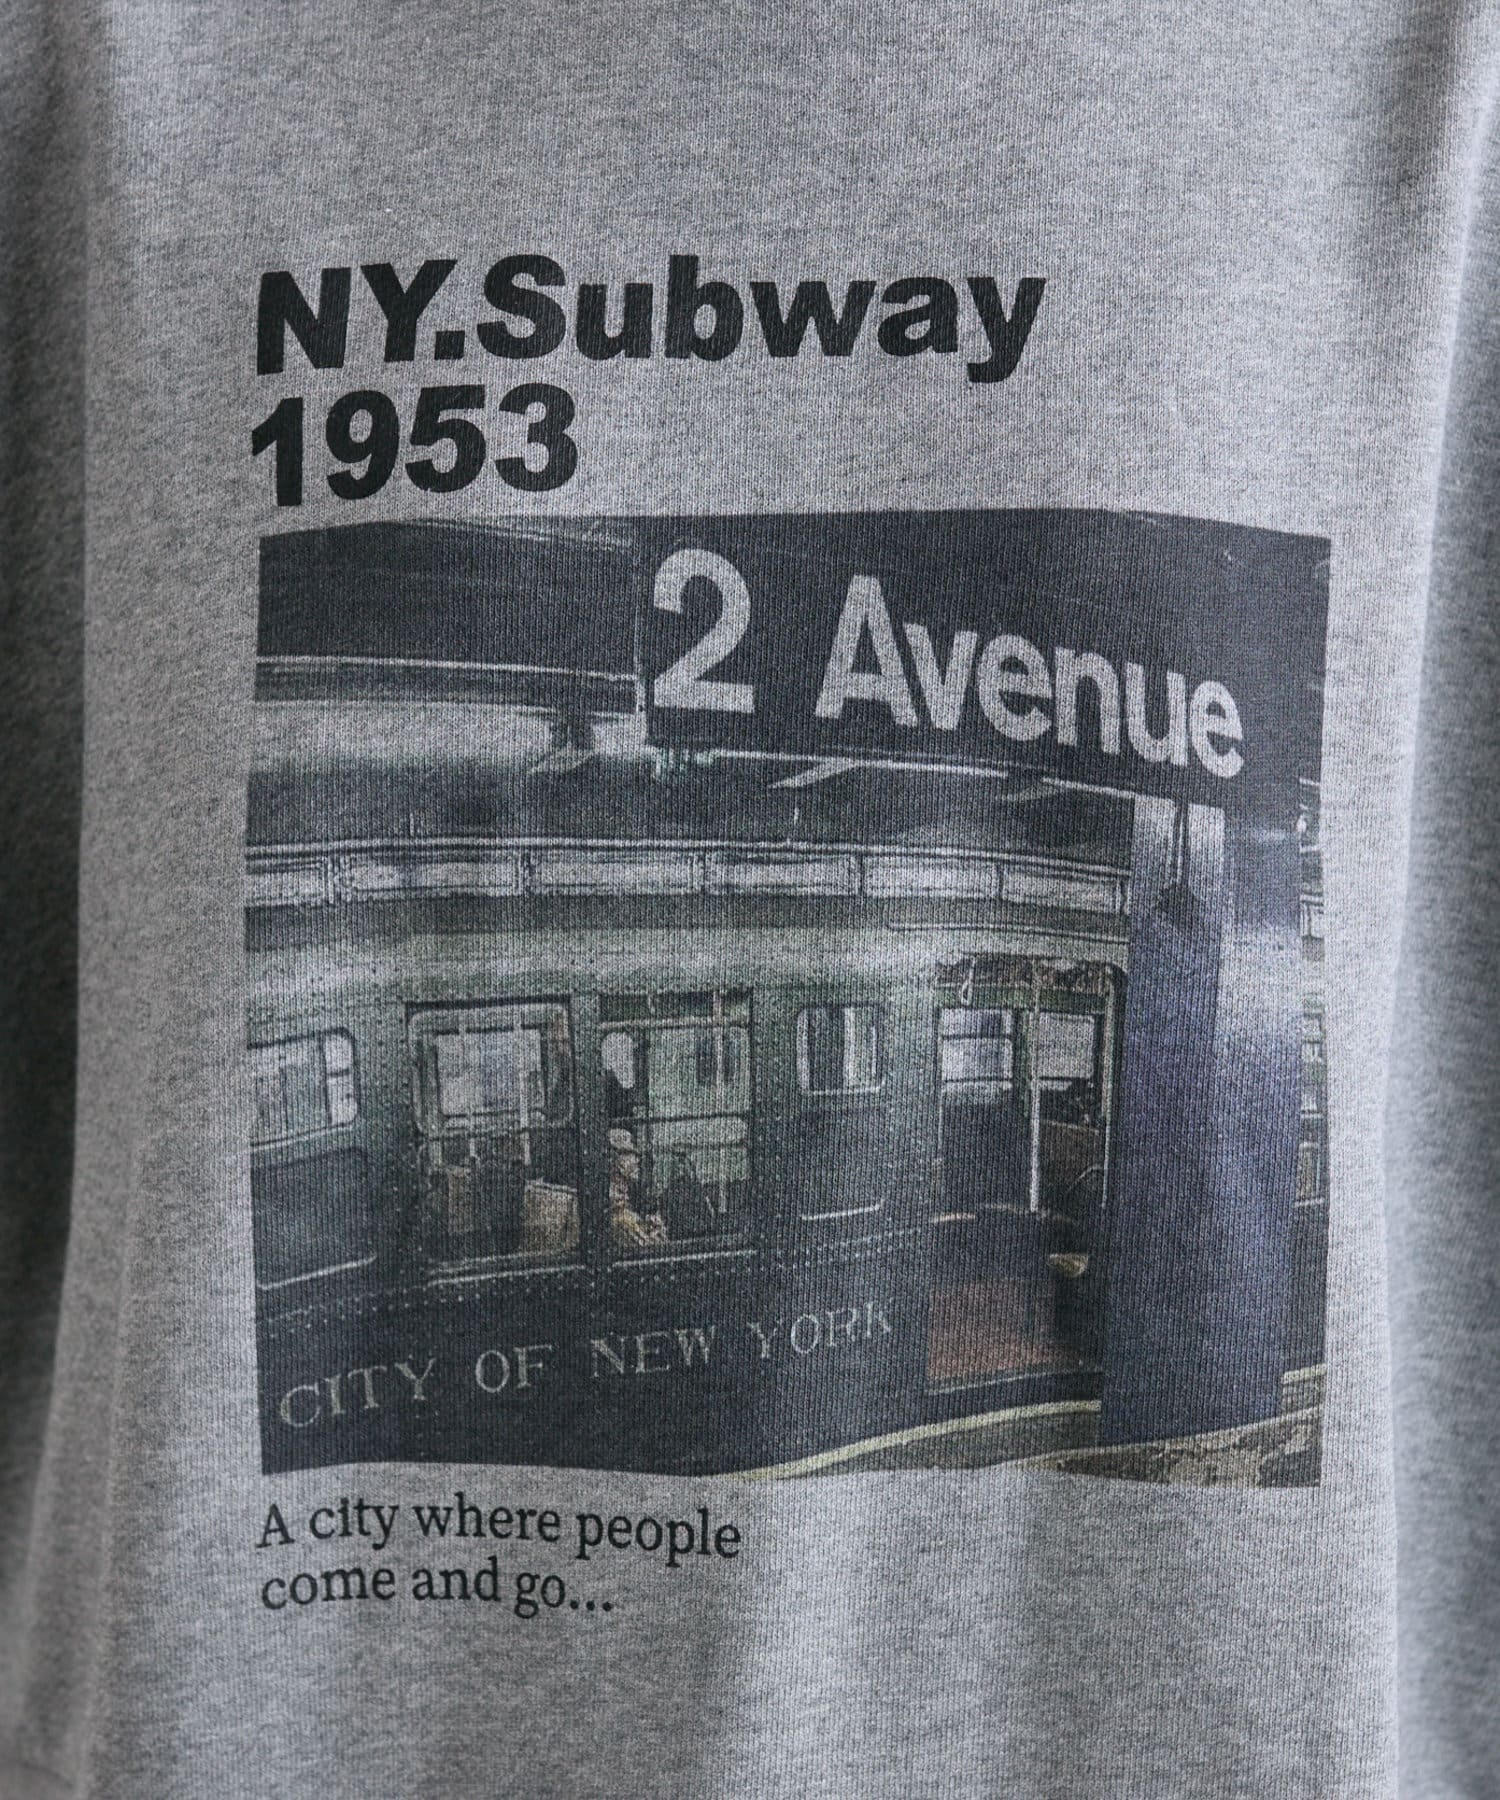 NY.Subway
1953
2 Avenue
CITY OF NEW YORK
A city where people
come and go...